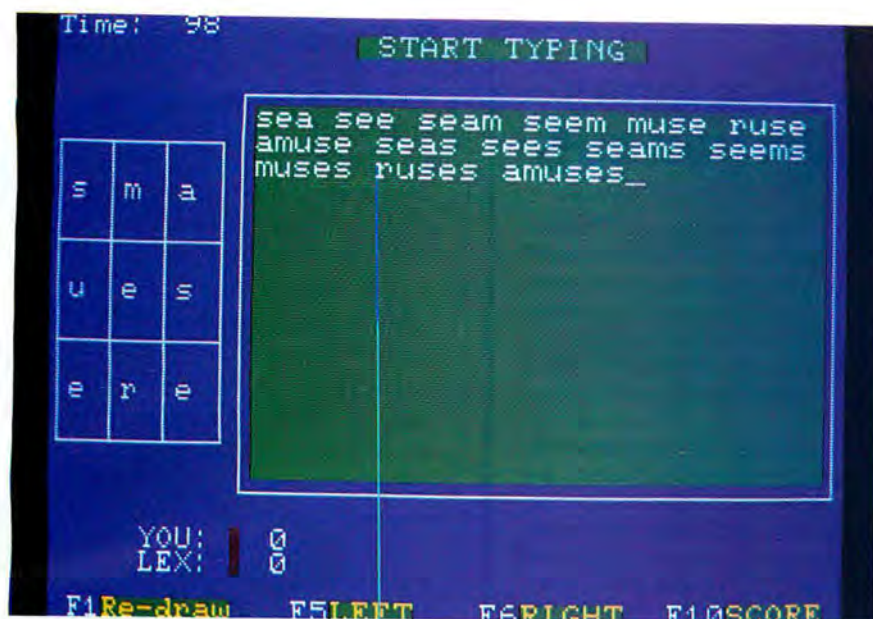 Time: 98
START TYPING
sea see seam seem muse ruse
amuse seas sees seams seems
muses ruses amuses_
s m a
u e s
e r e
YOU: 0
LEX: 0
F1Re-draw F5LEFT F6RIGHT F10SCORE